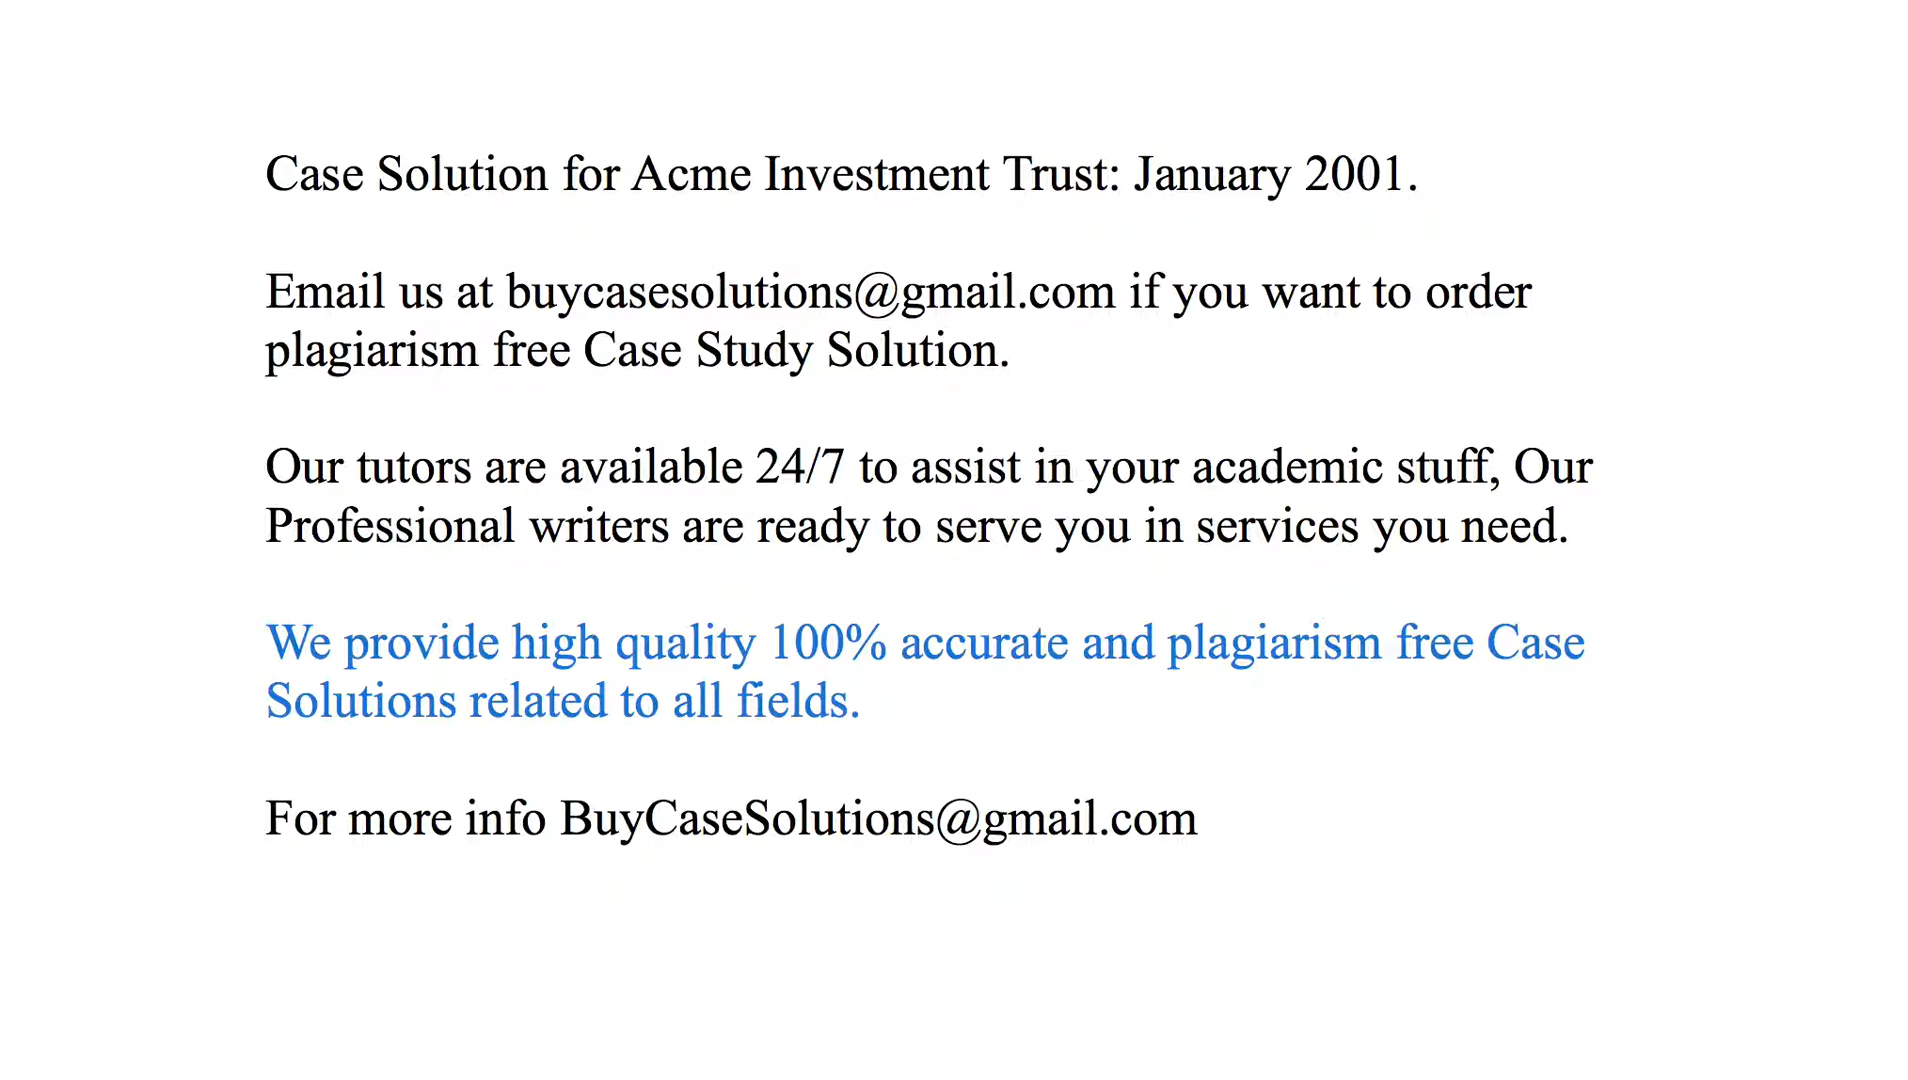 Case Solution for Acme Investment Trust: January 2001.
Email us at buycasesolutions@gmail.com if you want to order
plagiarism free Case Study Solution.
Our tutors are available 24/7 to assist in your academic stuff, Our
Professional writers are ready to serve you in services you need.
We provide high quality 100% accurate and plagiarism free Case
Solutions related to all fields.
For more info BuyCaseSolutions@gmail.com